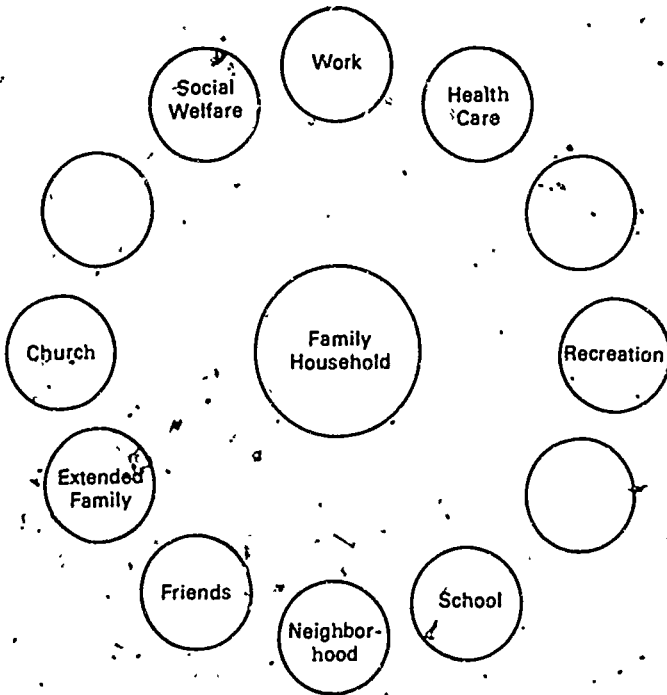 Work
Social
Welfare
Health
Care
Family
Household
Church
Recreation
Extended
Family
Friends
School
Neighbor-
hood